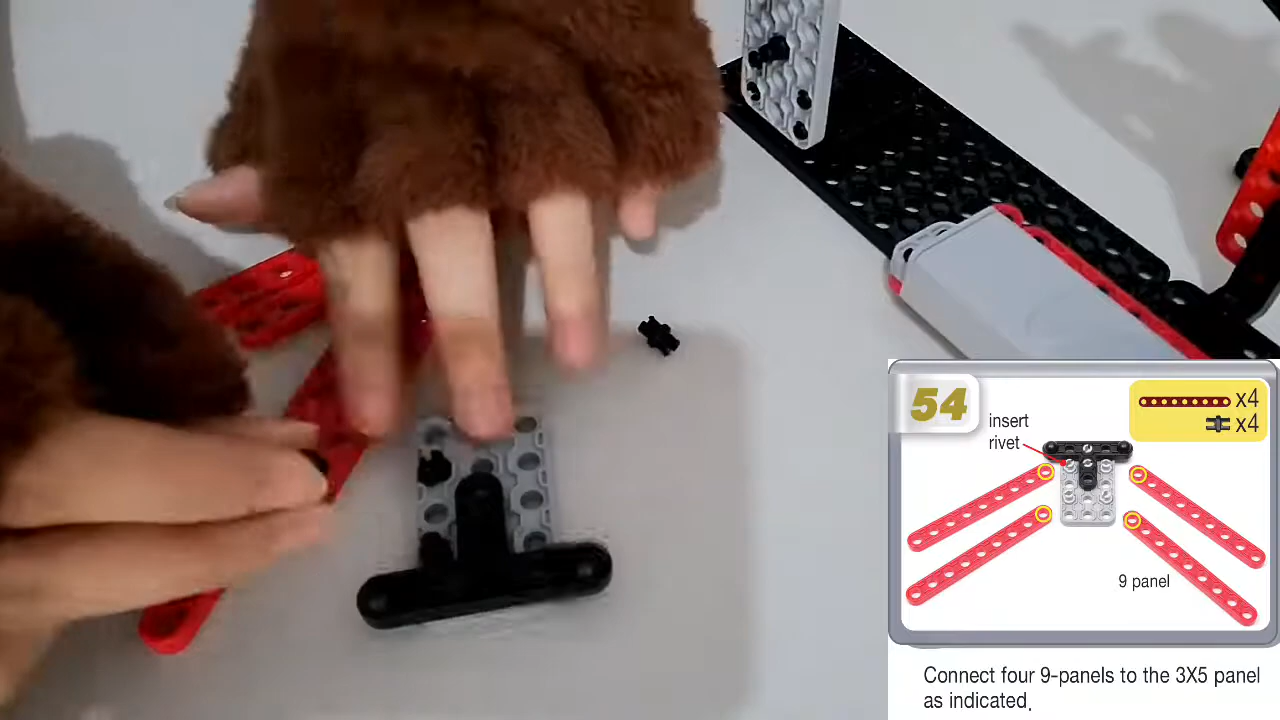 54
insert
rivet
x4
x4
9 panel
Connect four 9-panels to the 3X5 panel
as indicated.